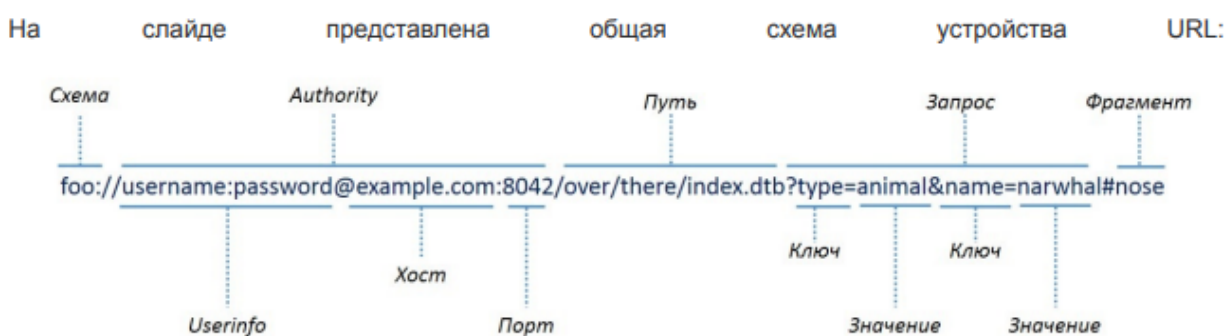 На слайде представлена общая схема устройства URL:
Схема Authority Путь Запрос Фрагмент
foo://username:password@example.com:8042/over/there/index.dtb?type=animal&name=narwhal#nose
Ключ Ключ
Хост
Userinfo Порт Значение Значение